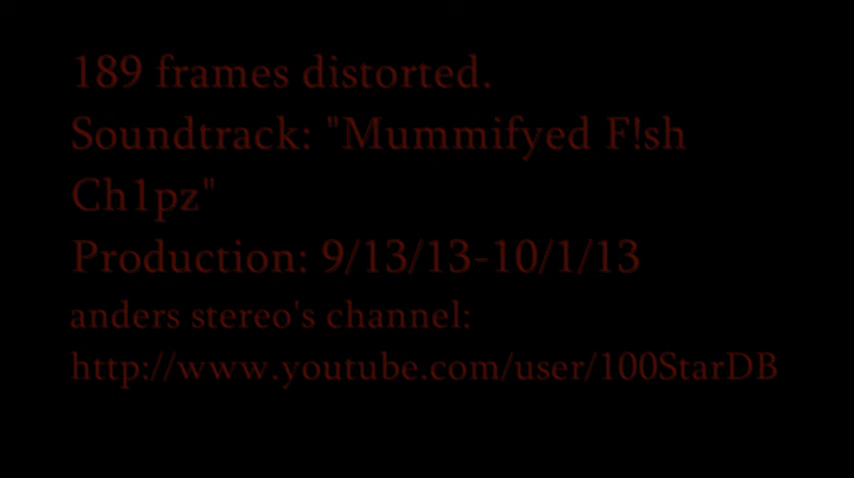 189 frames distorted.
Soundtrack: "Mummifyed F!sh
Ch1pz"
Production: 9/13/13-10/1/13
anders stereo's channel:
http://www.youtube.com/user/100StarDB